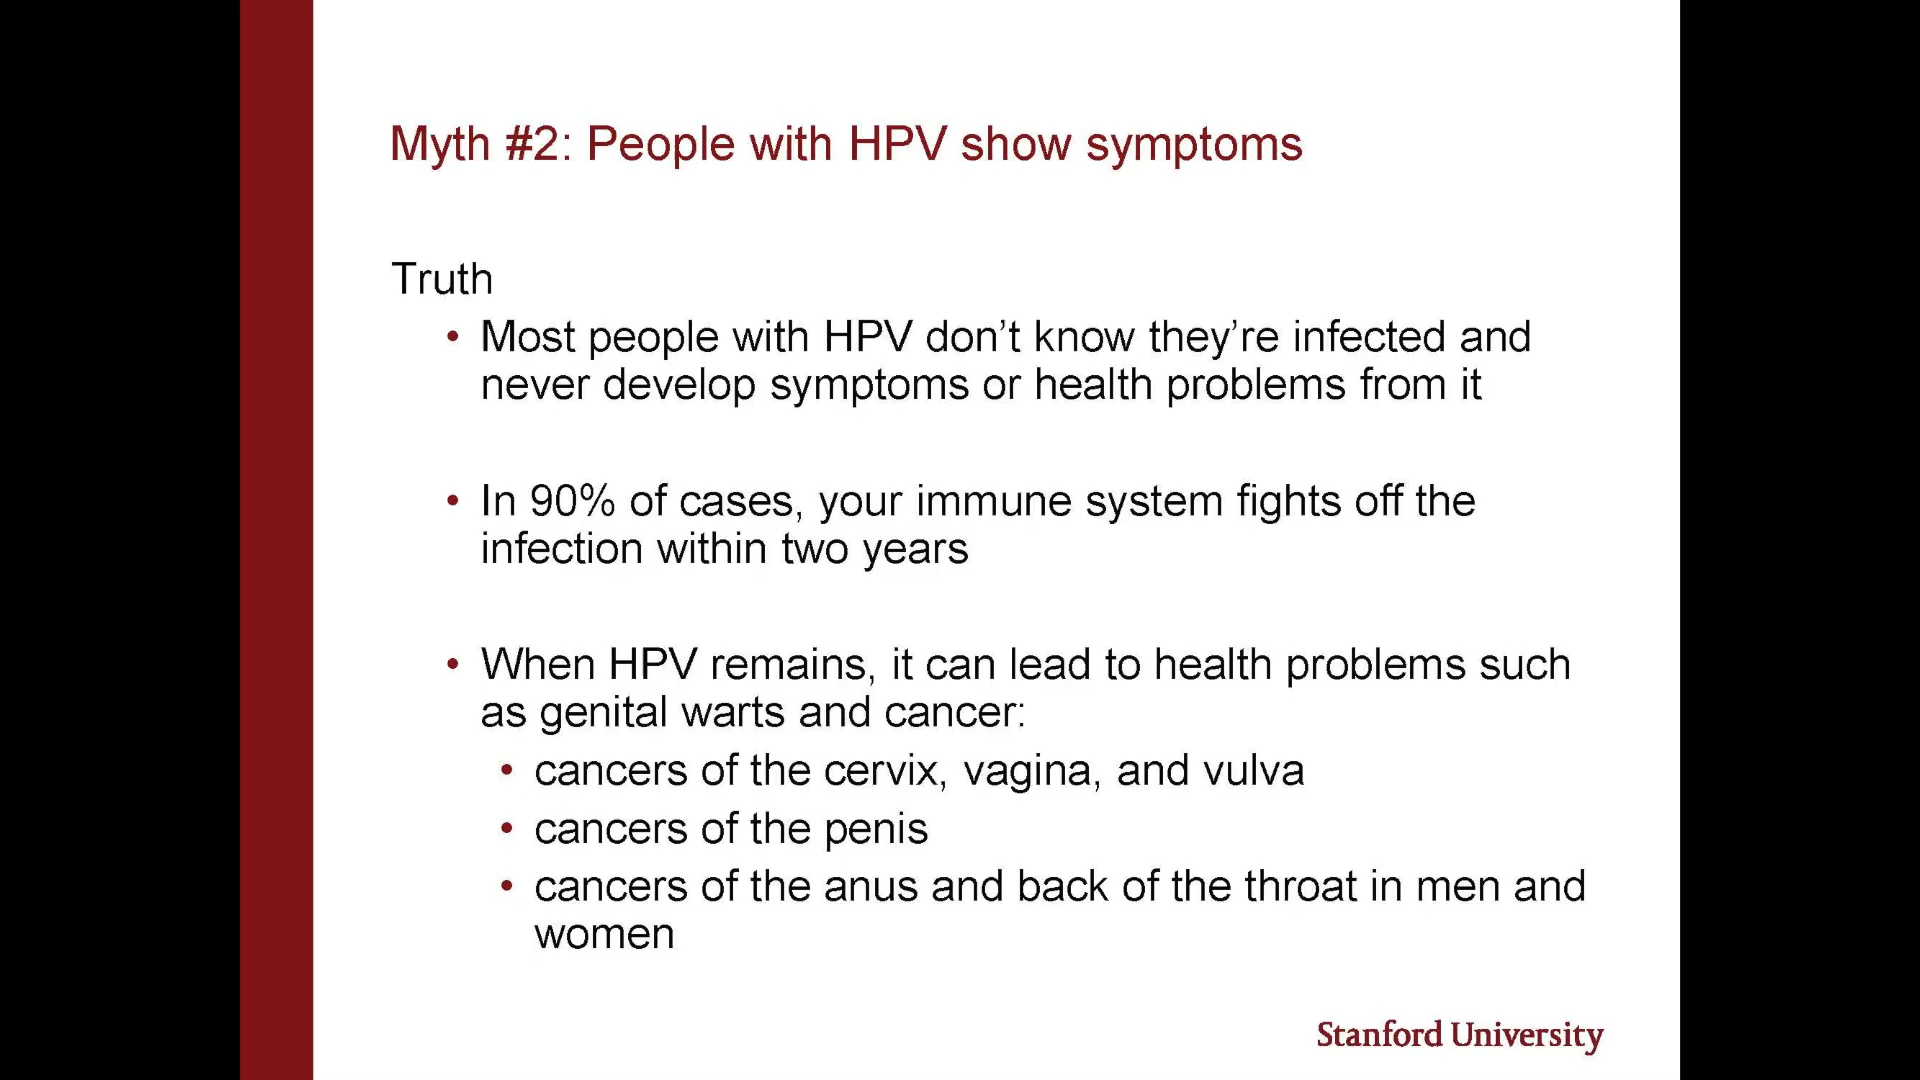 Myth #2: People with HPV show symptoms
Truth
• Most people with HPV don’t know they’re infected and
never develop symptoms or health problems from it
• In 90% of cases, your immune system fights off the
infection within two years
• When HPV remains, it can lead to health problems such
as genital warts and cancer:
• cancers of the cervix, vagina, and vulva
• cancers of the penis
• cancers of the anus and back of the throat in men and
women
Stanford University